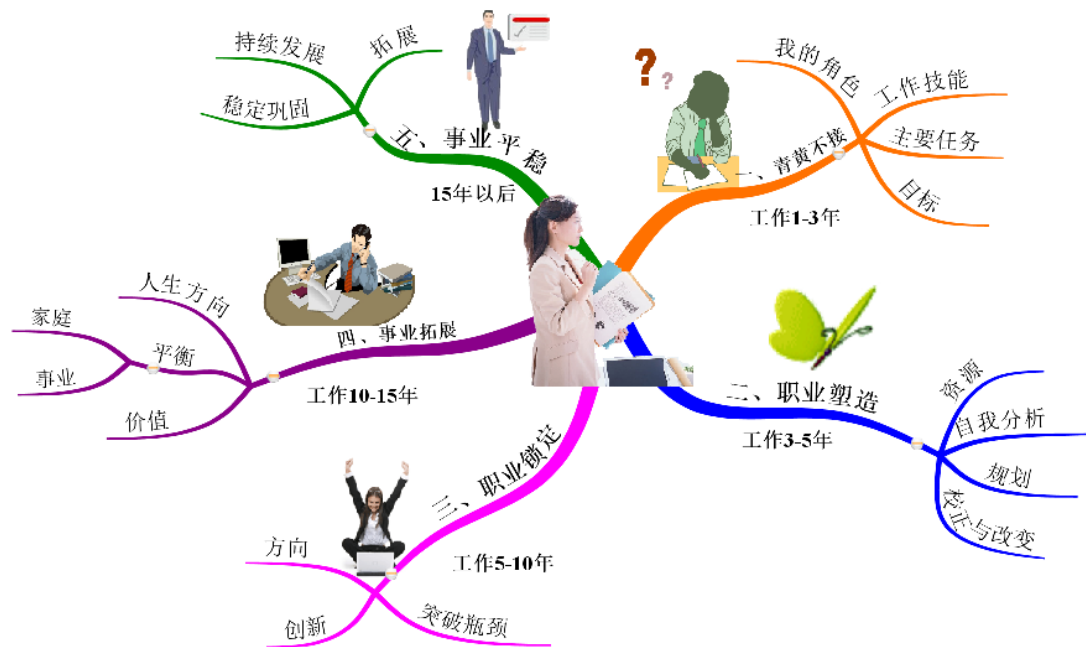 一、青黄不接
工作1-3年
我的角色
工作技能
主要任务
目标
二、职业塑造
工作3-5年
资源
自我分析
规划
校正与改变
三、职业锁定
工作5-10年
方向
创新
突破瓶颈
四、事业拓展
工作10-15年
人生方向
平衡
家庭
事业
价值
五、事业平稳
15年以后
持续发展
拓展
稳定巩固
? ?